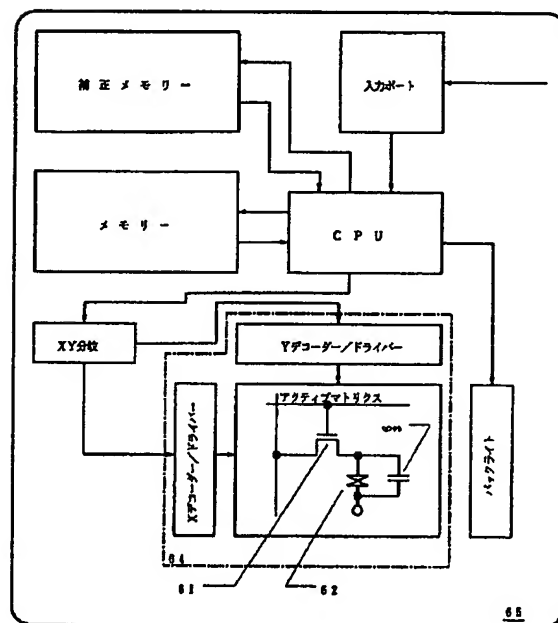 補正メモリー
入力ポート
メモリー
CPU
XY分岐
Yデコーダー/ドライバー
アクティブマトリクス
Xデコーダー/ドライバー
バックライト
64
61
62
65